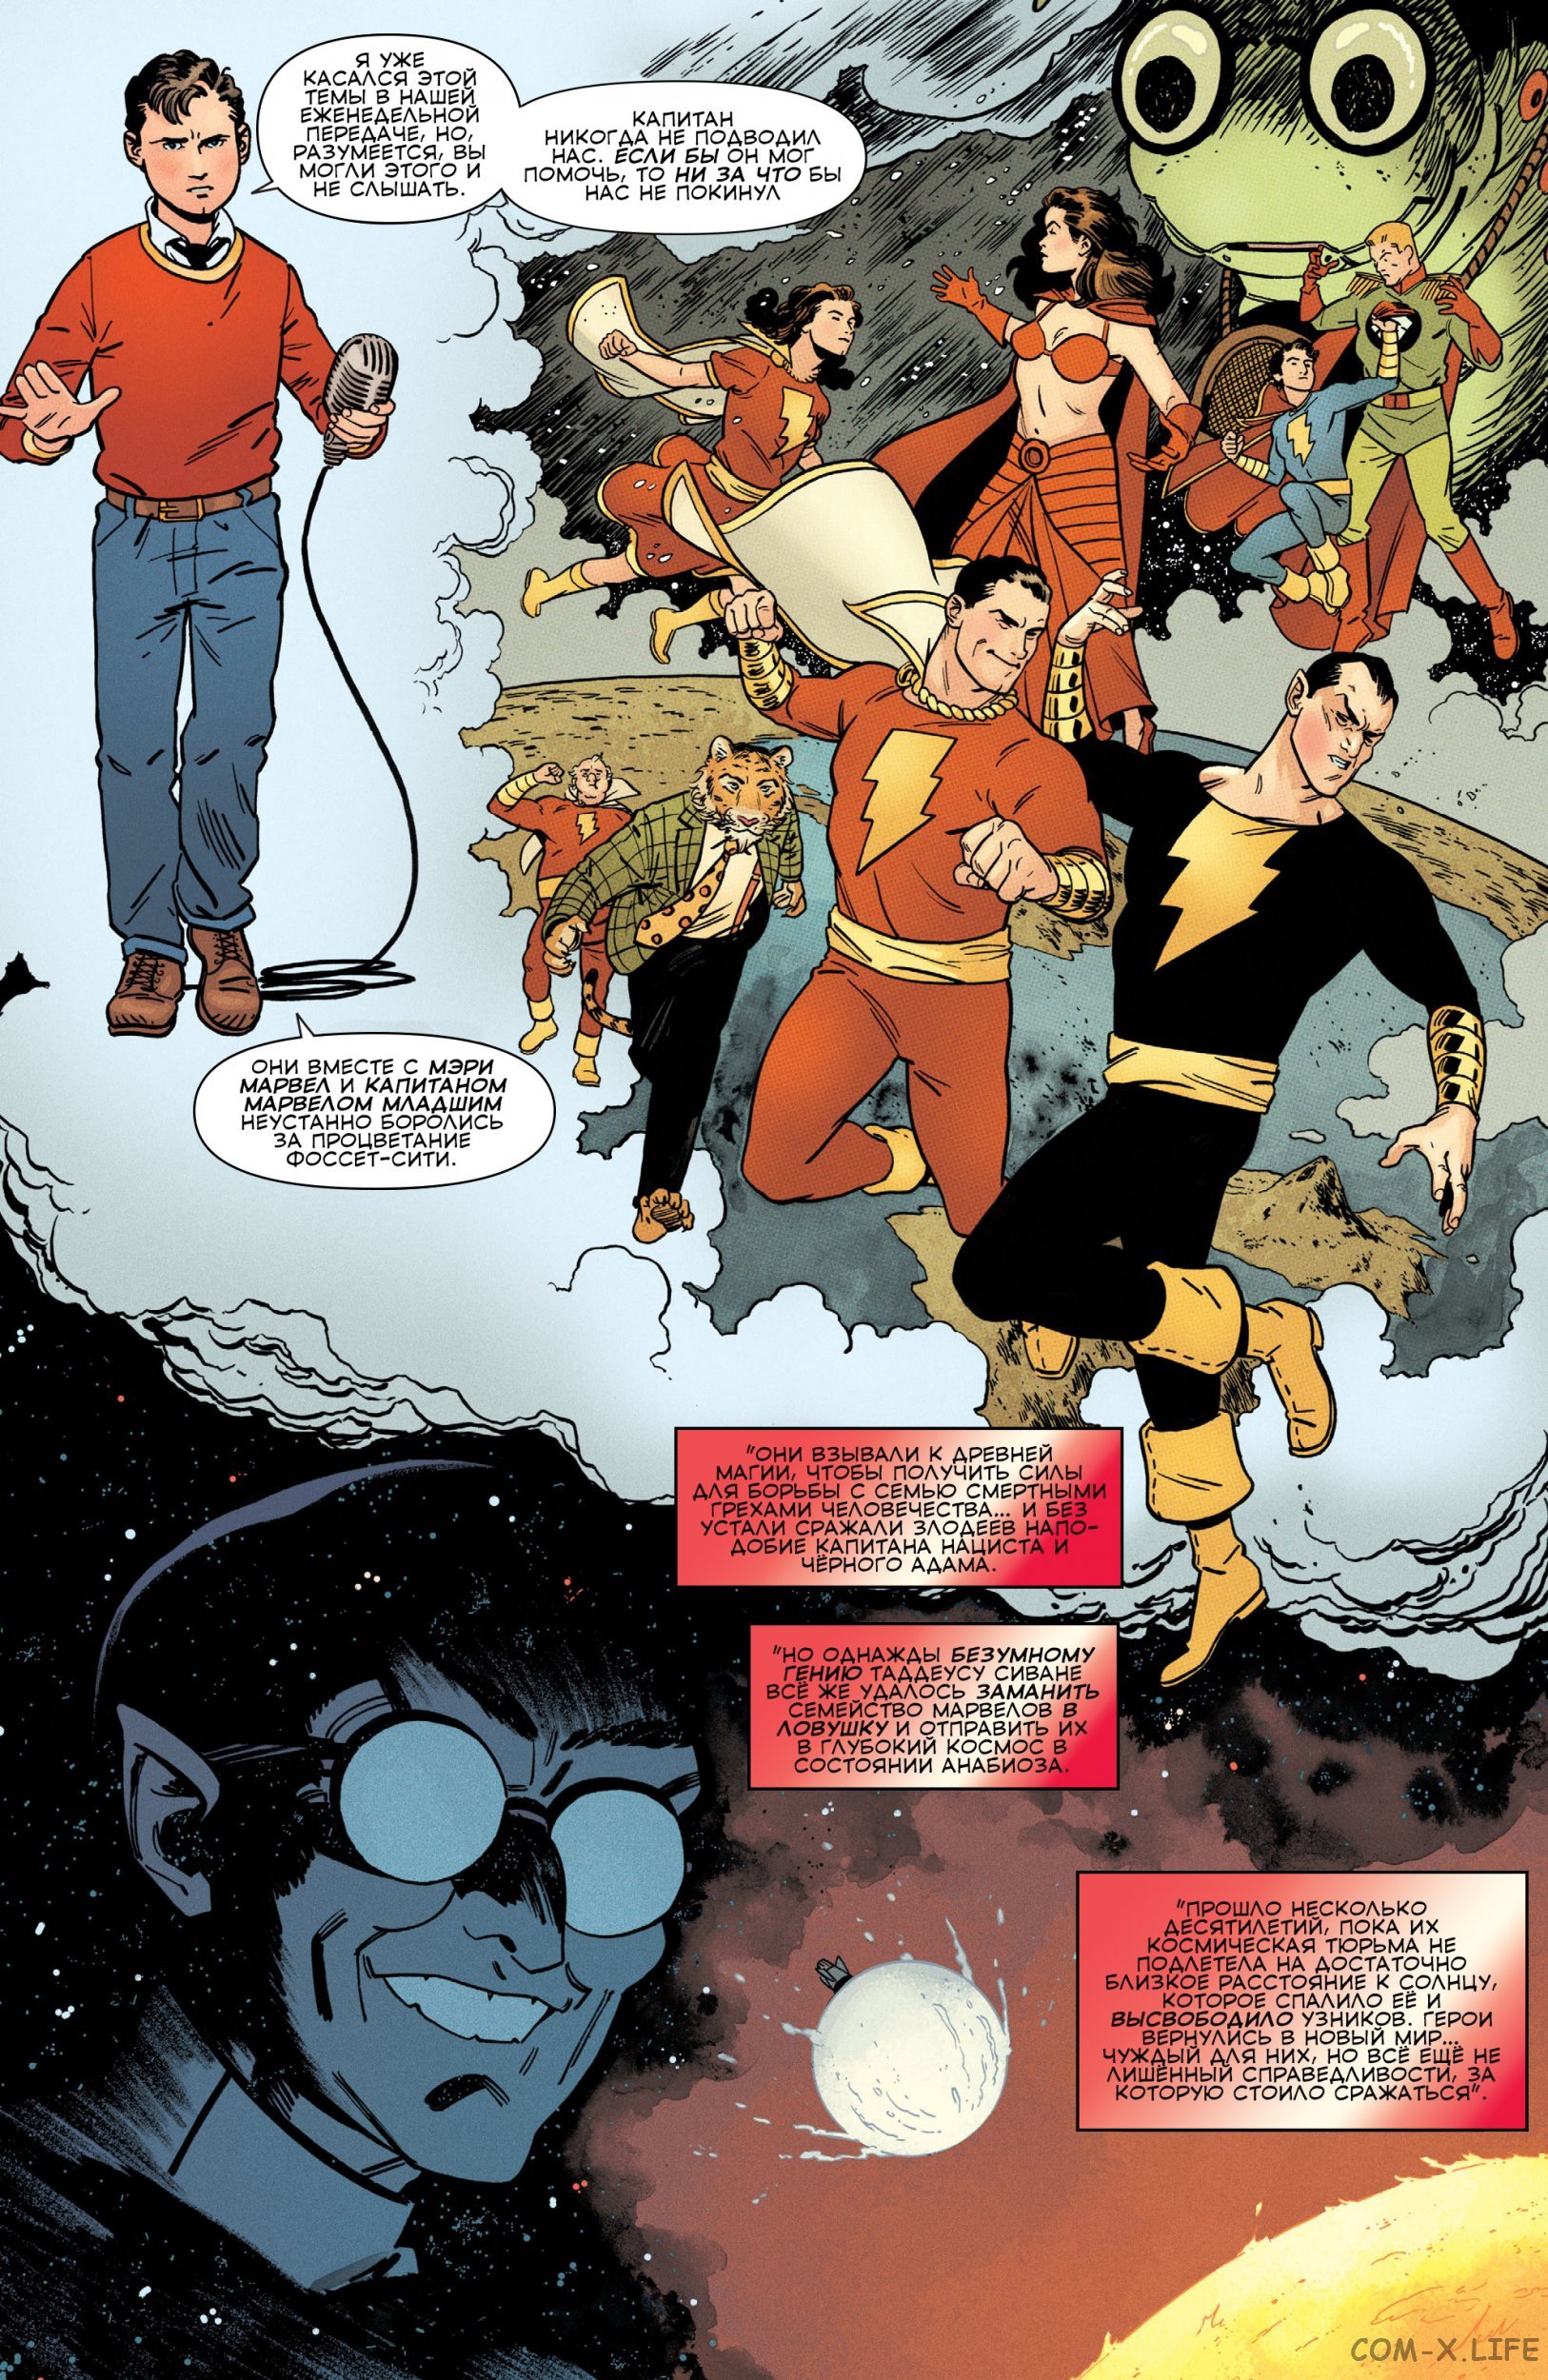 Я УЖЕ
КАСАЛСЯ ЭТОЙ
ТЕМЫ В НАШЕЙ
ЕЖЕНЕДЕЛЬНОЙ
ПЕРЕДАЧЕ, НО,
РАЗУМЕЕТСЯ, ВЫ
МОГЛИ ЭТОГО И
НЕ СЛЫШАТЬ.
КАПИТАН
НИКОГДА НЕ ПОДВОДИЛ
НАС. ЕСЛИ БЫ ОН МОГ
ПОМОЧЬ, ТО НИ ЗА ЧТО БЫ
НАС НЕ ПОКИНУЛ
ОНИ ВМЕСТЕ С МЭРИ
МАРВЕЛ И КАПИТАНОМ
МАРВЕЛОМ МЛАДШИМ
НЕУСТАННО БОРОЛИСЬ
ЗА ПРОЦВЕТАНИЕ
ФОССЕТ-СИТИ.
"ОНИ ВЗЫВАЛИ К ДРЕВНЕЙ
МАГИИ, ЧТОБЫ ПОЛУЧИТЬ СИЛЫ
ДЛЯ БОРЬБЫ С СЕМЬЮ СМЕРТНЫМИ
ГРЕХАМИ ЧЕЛОВЕЧЕСТВА... И БЕЗ
УСТАЛИ СРАЖАЛИ ЗЛОДЕЕВ НАПО-
ДОБИЕ КАПИТАНА НАЦИСТА И
ЧЁРНОГО АДАМА.
"НО ОДНАЖДЫ БЕЗУМНОМУ
ГЕНИЮ ТАДДЕУСУ СИВАНЕ
ВСЁ ЖЕ УДАЛОСЬ ЗАМАНИТЬ
СЕМЕЙСТВО МАРВЕЛОВ В
ЛОВУШКУ И ОТПРАВИТЬ ИХ
В ГЛУБОКИЙ КОСМОС В
СОСТОЯНИИ АНАБИОЗА.
"ПРОШЛО НЕСКОЛЬКО
ДЕСЯТИЛЕТИЙ, ПОКА ИХ
КОСМИЧЕСКАЯ ТЮРЬМА НЕ
ПОДЛЕТЕЛА НА ДОСТАТОЧНО
БЛИЗКОЕ РАССТОЯНИЕ К СОЛНЦУ,
КОТОРОЕ СПАЛИЛО ЕЁ И
ВЫСВОБОДИЛО УЗНИКОВ. ГЕРОИ
ВЕРНУЛИСЬ В НОВЫЙ МИР...
ЧУЖДЫЙ ДЛЯ НИХ, НО ВСЁ ЕЩЁ НЕ
ЛИШЁННЫЙ СПРАВЕДЛИВОСТИ, ЗА
КОТОРУЮ СТОИЛО СРАЖАТЬСЯ".
COM-X.LIFE